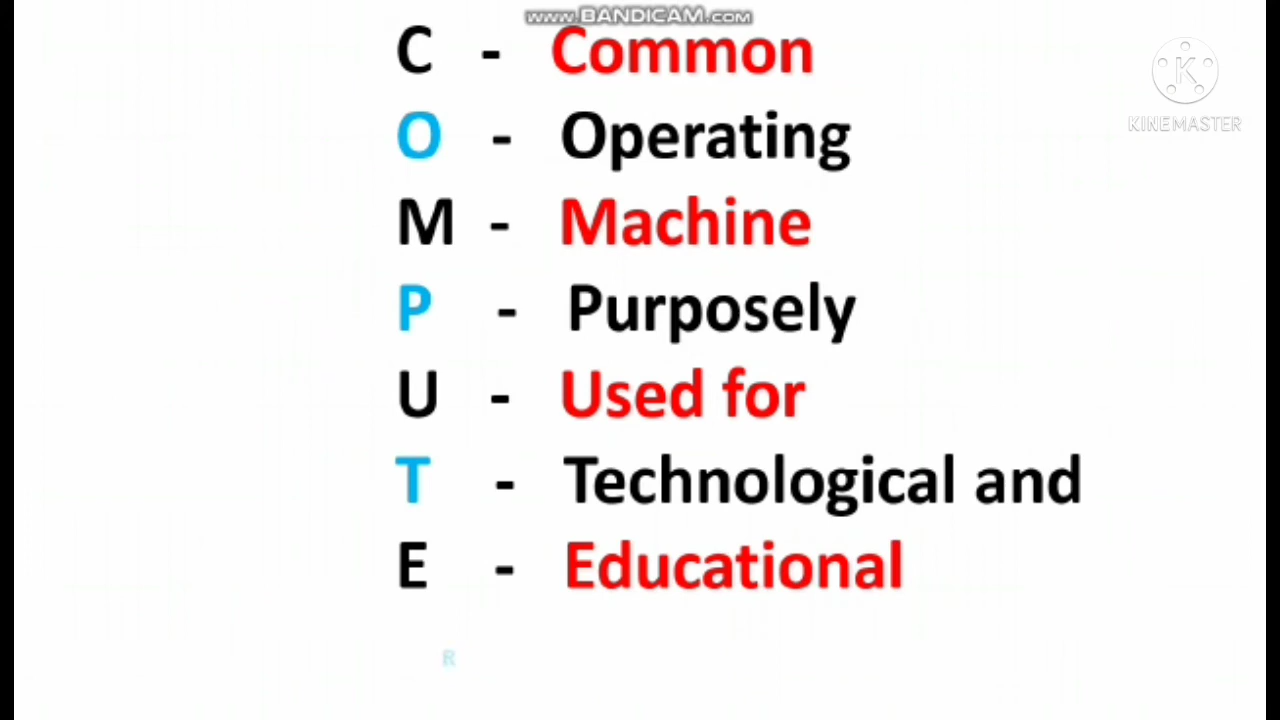 www.BANDICAM.com
C - Common
O - Operating
M - Machine
P - Purposely
U - Used for
T - Technological and
E - Educational
R
K
KINEMASTER